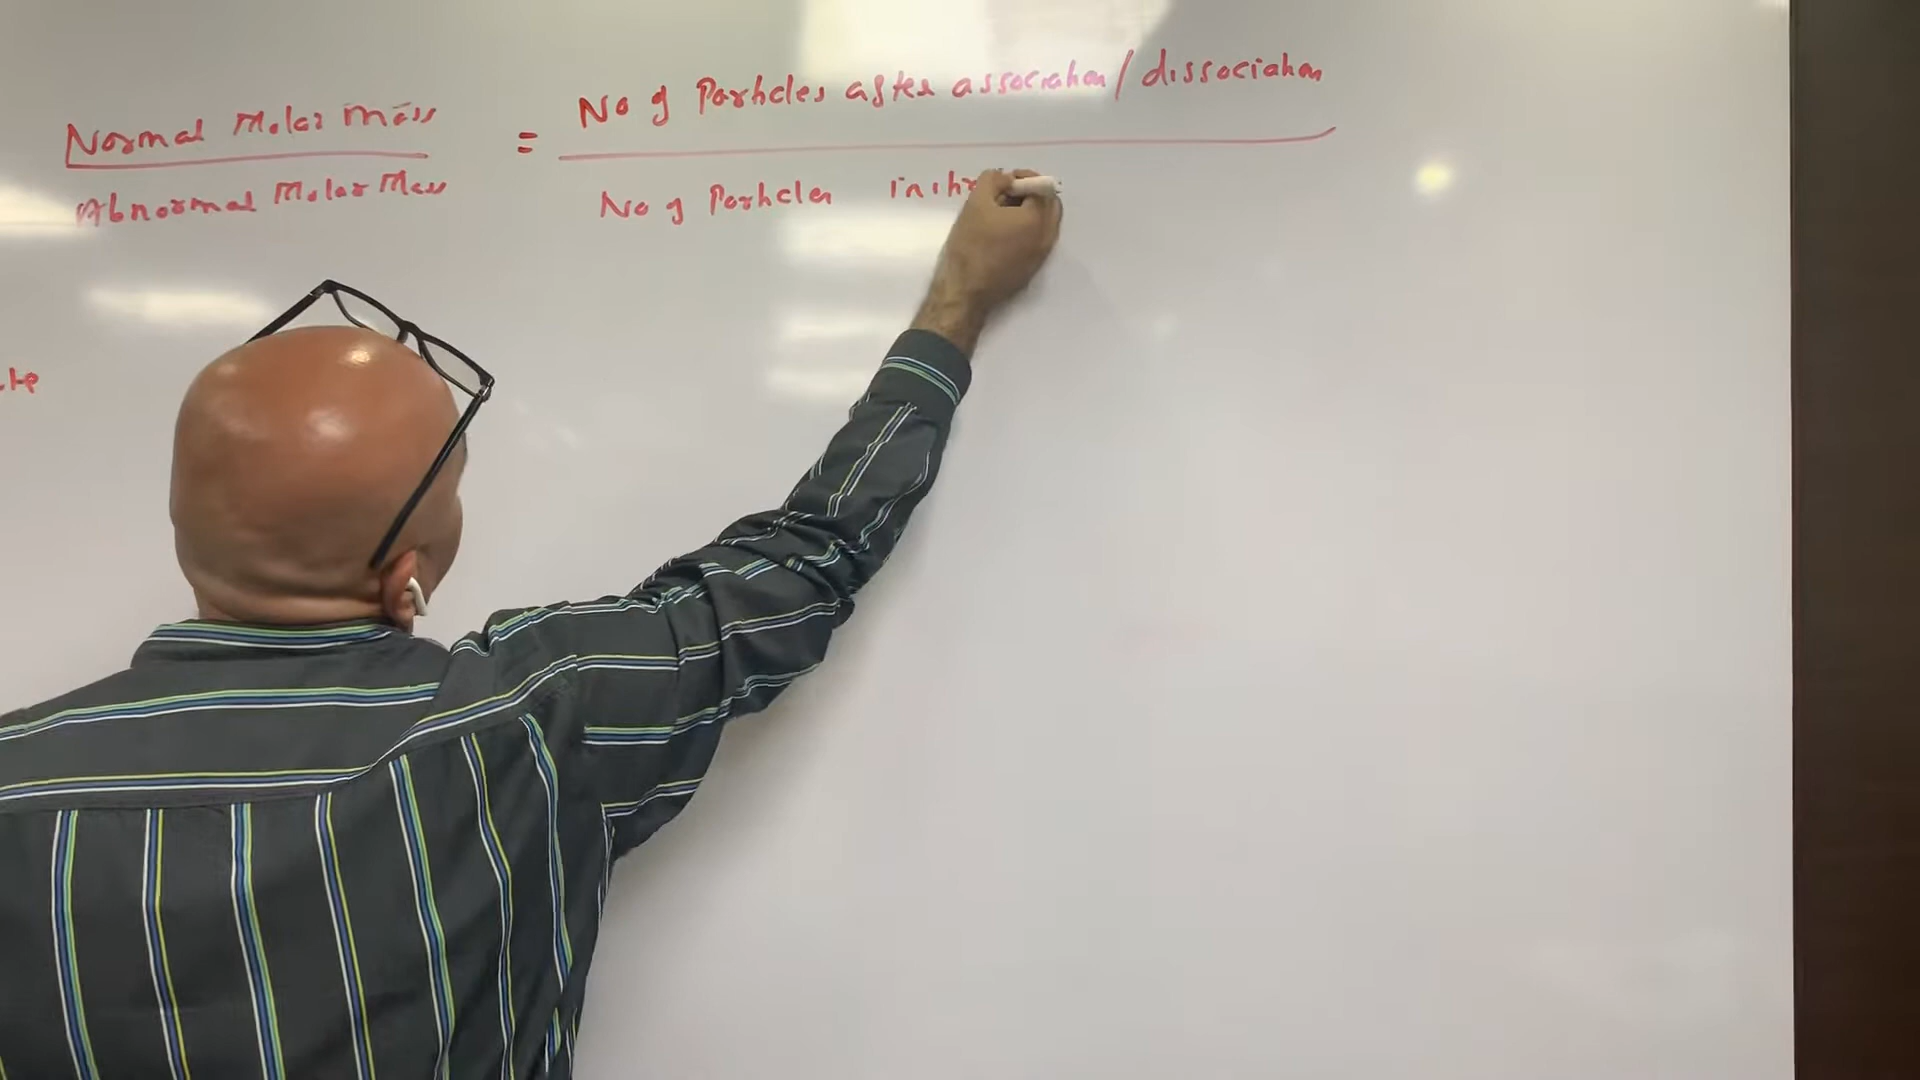 Normal Molar Mass = No of Particles after association/dissociation
Abnormal Molar Mass No of Particles